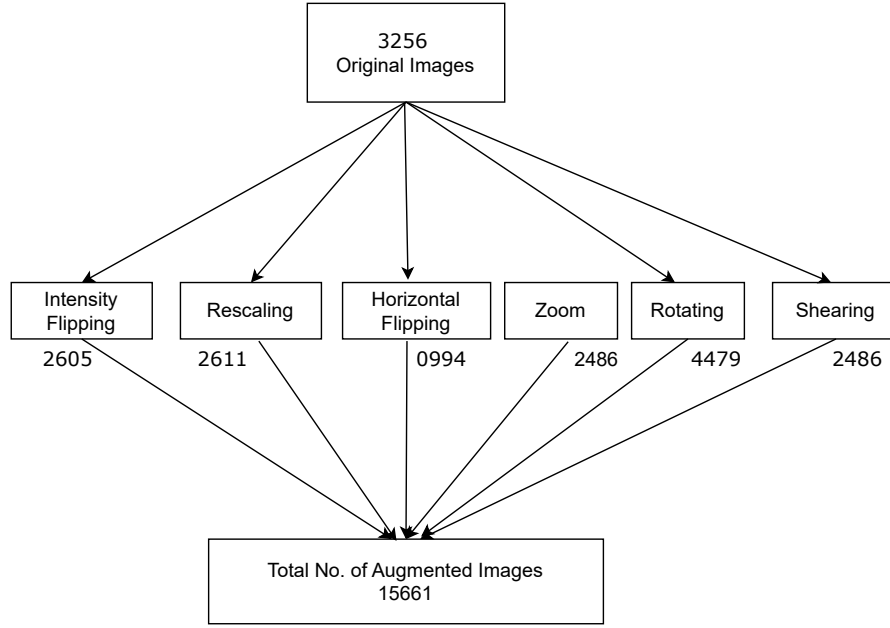 3256
Original Images
Intensity
Flipping
Rescaling
Horizontal
Flipping
Zoom
Rotating
Shearing
2605
2611
0994
2486
4479
2486
Total No. of Augmented Images
15661